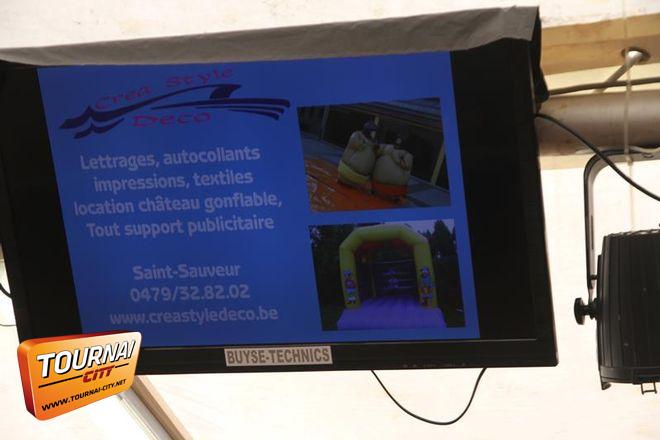 Crea Style
Deco
Lettrages, autocollants
impressions, textiles
location château gonflable,
Tout support publicitaire
Saint-Sauveur
0479/32.82.02
www.creastyledeco.be
BUYSE-TECHNICS
TOURNAI
CITY
WWW.TOURNAI-CITY.NET